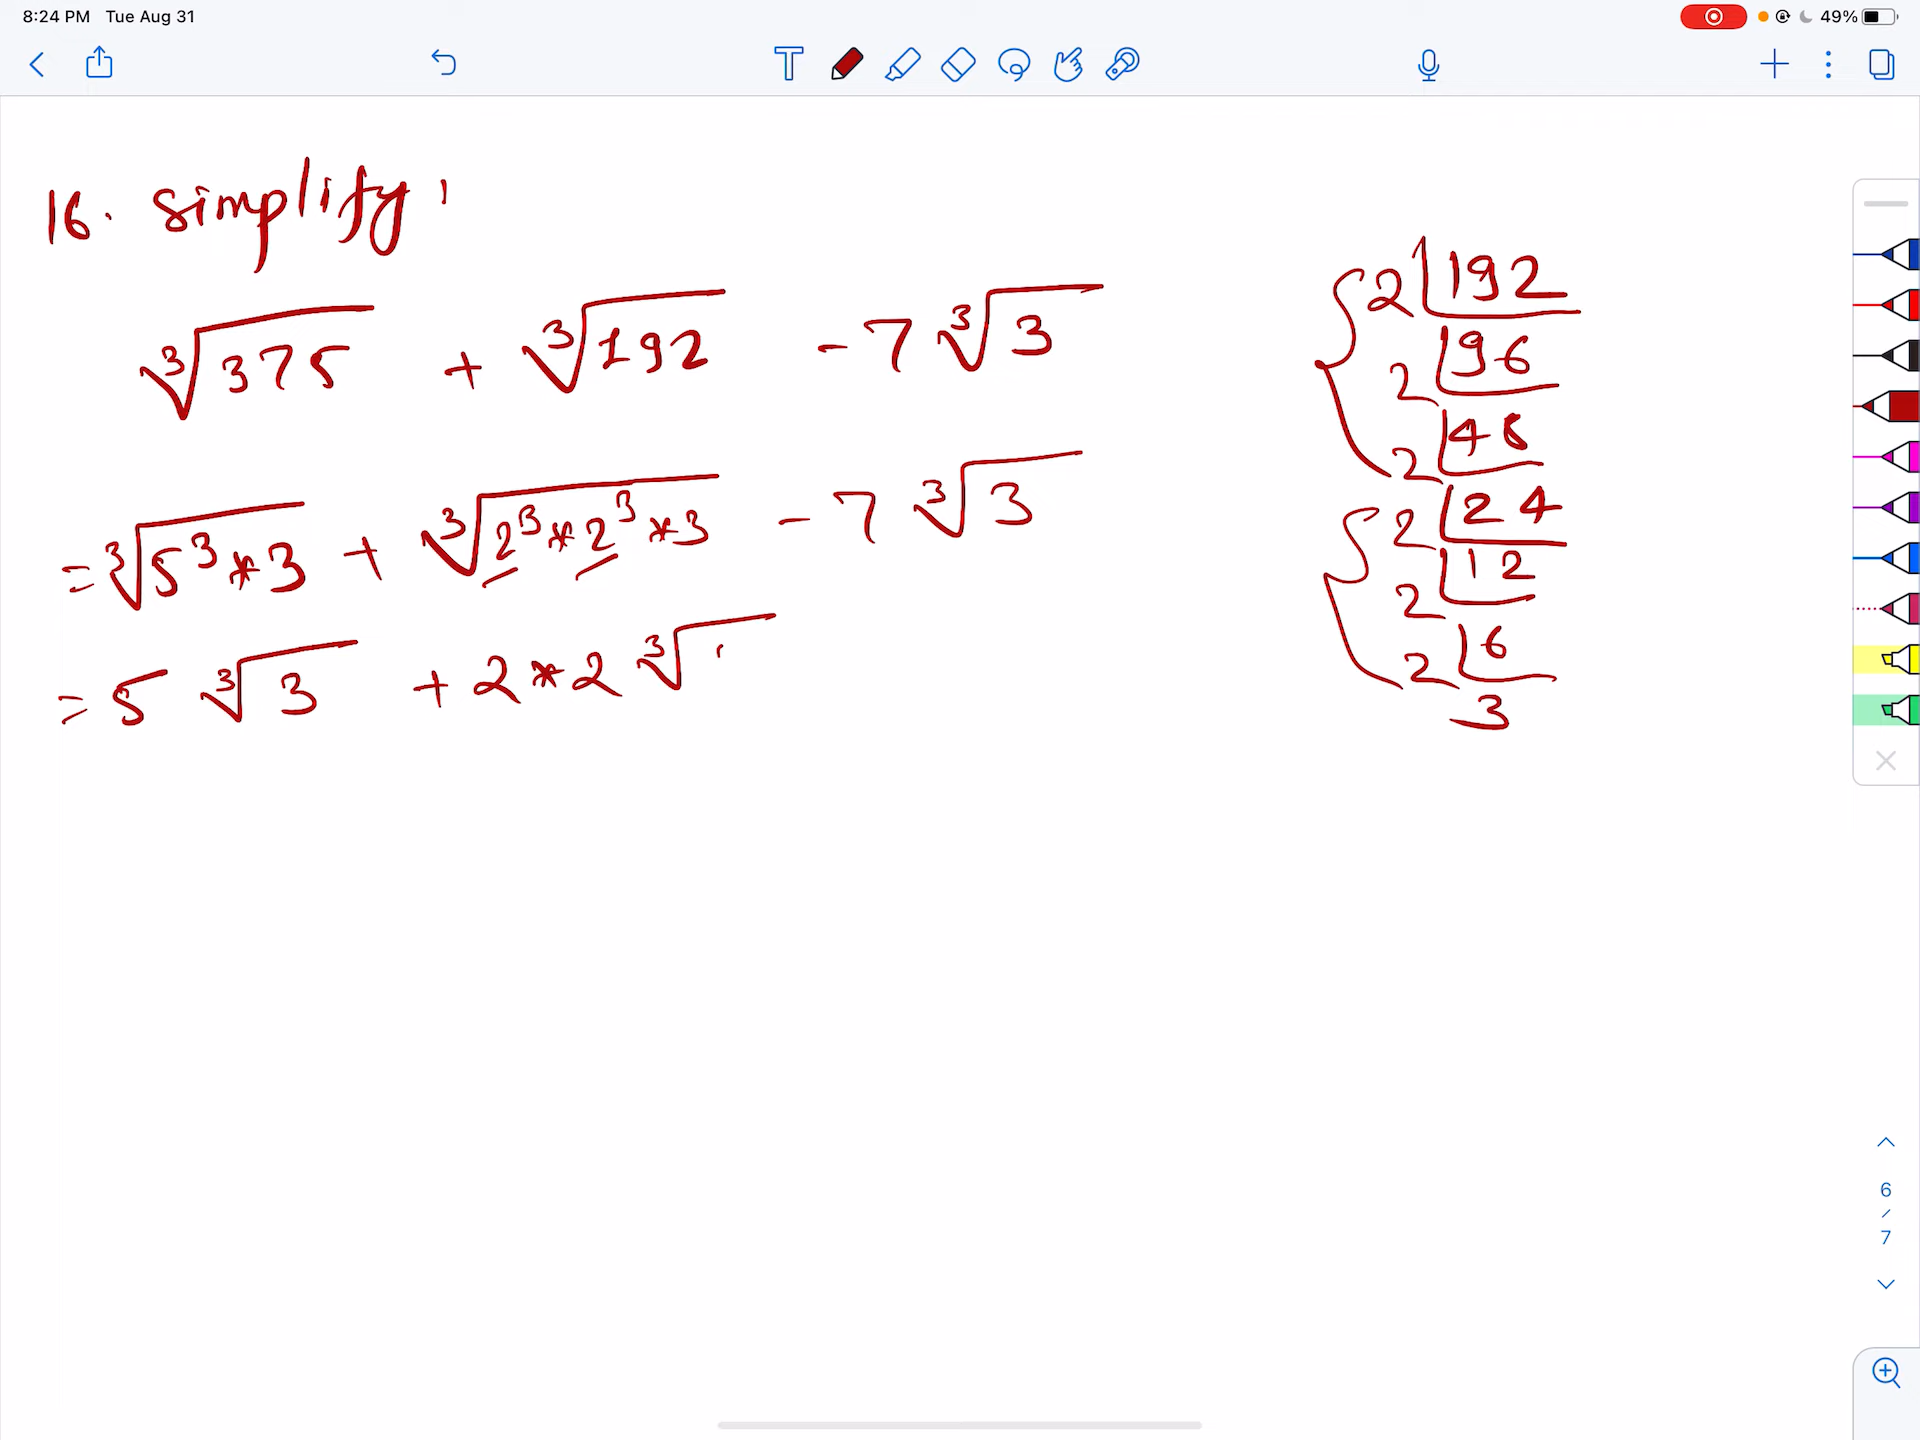 8:24 PM Tue Aug 31
49%
T
16. Simplify:
∛375 + ∛192 - 7 ∛3
= ∛5³*3 + ∛2³*2³*3 - 7 ∛3
= 5 ∛3 + 2*2 ∛
2 192
2 96
2 48
2 24
2 12
2 6
3
6
/
7